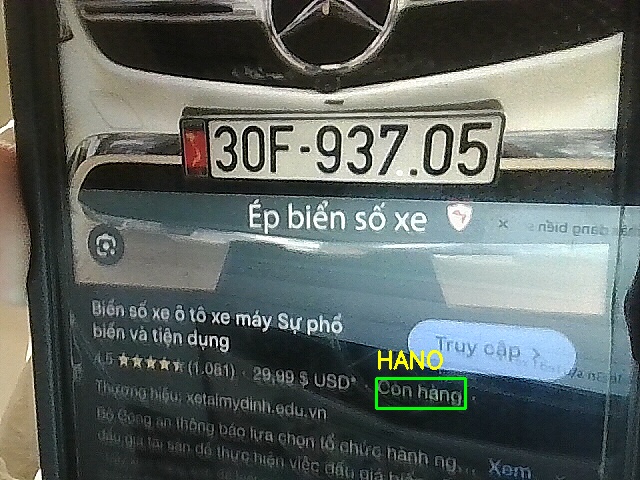 30F-937.05
Ép biển số xe
Biển số xe ô tô xe máy Sự phổ
biến và tiện dụng
Truy cập >
HANO
4,5 ★★★★★ (1.081) · 29,99 $ USD* · Còn hàng
Thương hiệu: xetaimydinh.edu.vn
Bộ Công an thông báo lựa chọn tổ chức hành ng...
đấu giá tài sản để thực hiện việc đấu giá biển
Xem